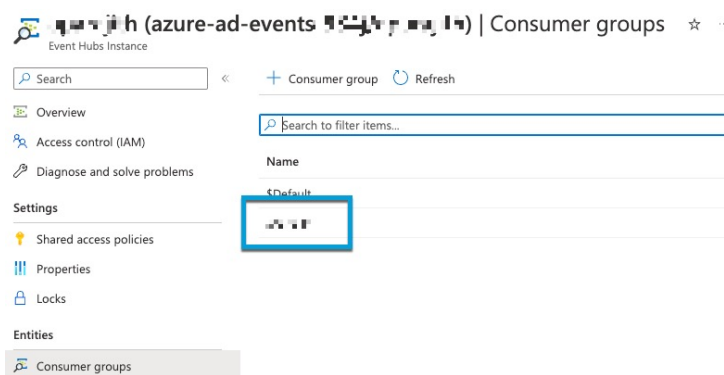 (azure-ad-events | Consumer groups
Event Hubs Instance
Search
Consumer group
Refresh
Overview
Search to filter items...
Access control (IAM)
Diagnose and solve problems
Name
$Default
Settings
Shared access policies
Properties
Locks
Entities
Consumer groups